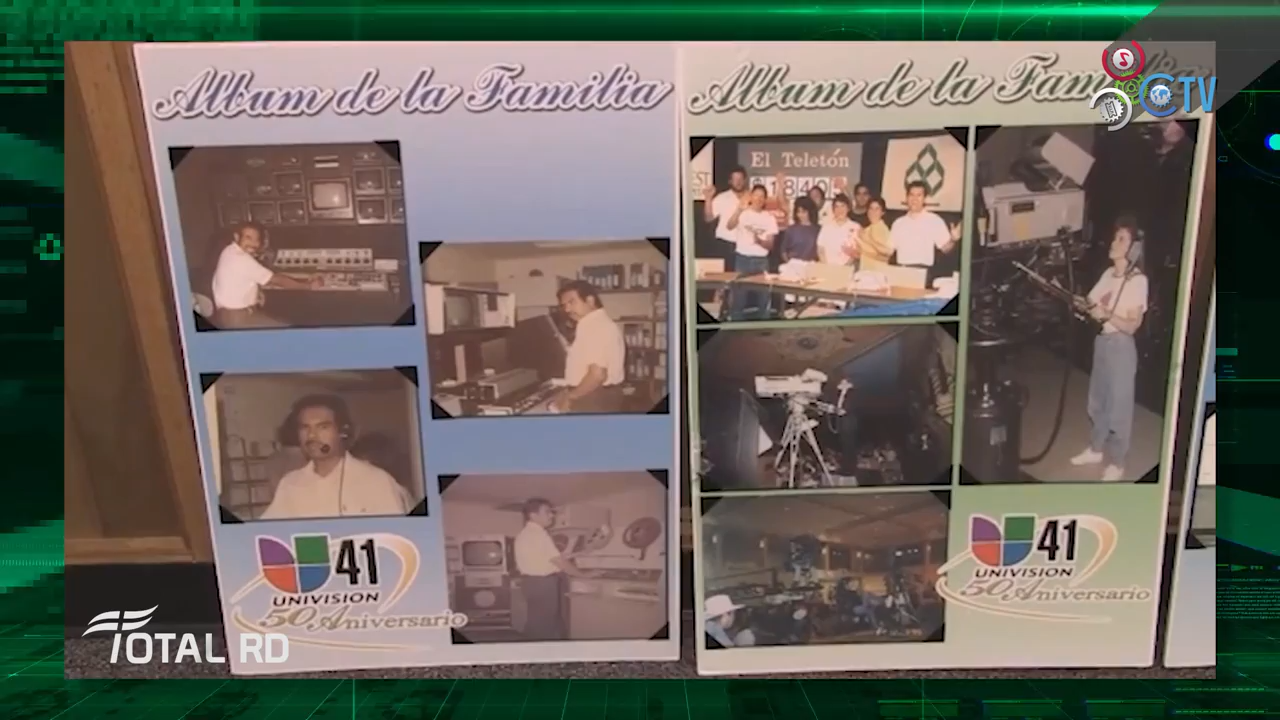 Album de la Familia
41
UNIVISION
50 Aniversario
Album de la Familia
El Teletón
41
UNIVISION
50 Aniversario
CTV
TOTAL RD